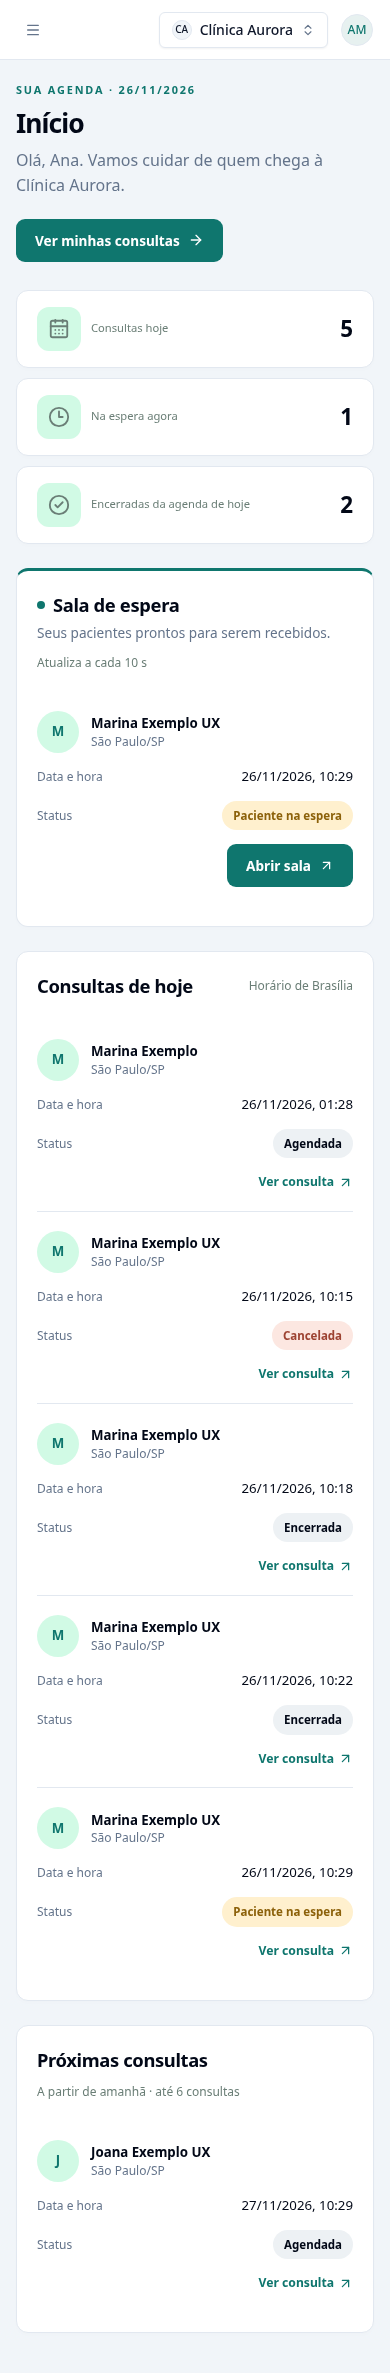 CA Clínica Aurora AM
SUA AGENDA · 26/11/2026
Início
Olá, Ana. Vamos cuidar de quem chega à
Clínica Aurora.
Ver minhas consultas
Consultas hoje 5
Na espera agora 1
Encerradas da agenda de hoje 2
Sala de espera
Seus pacientes prontos para serem recebidos.
Atualiza a cada 10 s
M Marina Exemplo UX
São Paulo/SP
Data e hora 26/11/2026, 10:29
Status Paciente na espera
Abrir sala
Consultas de hoje Horário de Brasília
M Marina Exemplo
São Paulo/SP
Data e hora 26/11/2026, 01:28
Status Agendada
Ver consulta
M Marina Exemplo UX
São Paulo/SP
Data e hora 26/11/2026, 10:15
Status Cancelada
Ver consulta
M Marina Exemplo UX
São Paulo/SP
Data e hora 26/11/2026, 10:18
Status Encerrada
Ver consulta
M Marina Exemplo UX
São Paulo/SP
Data e hora 26/11/2026, 10:22
Status Encerrada
Ver consulta
M Marina Exemplo UX
São Paulo/SP
Data e hora 26/11/2026, 10:29
Status Paciente na espera
Ver consulta
Próximas consultas
A partir de amanhã · até 6 consultas
J Joana Exemplo UX
São Paulo/SP
Data e hora 27/11/2026, 10:29
Status Agendada
Ver consulta